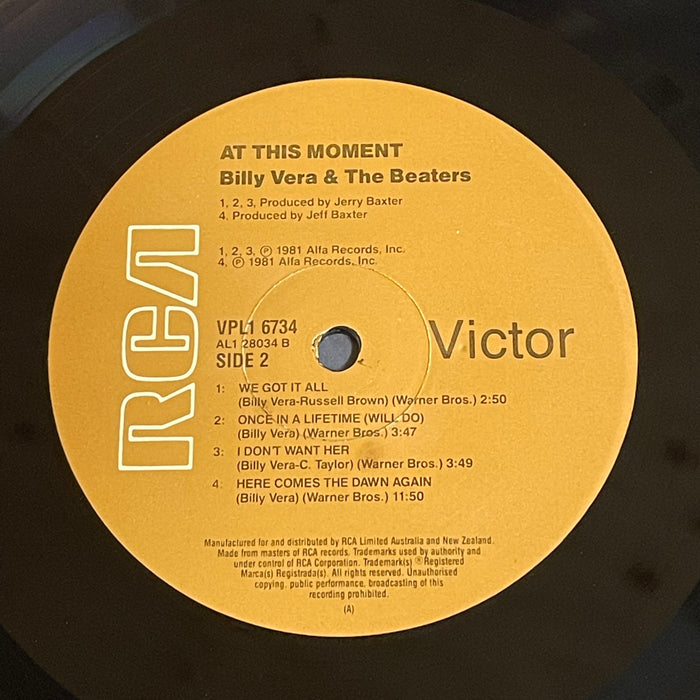 AT THIS MOMENT
Billy Vera & The Beaters
1, 2, 3, Produced by Jerry Baxter
4. Produced by Jeff Baxter
1, 2, 3, ℗ 1981 Alfa Records, Inc.
4, ℗ 1981 Alfa Records, Inc.
RCA
VPL1 6734
AL1 28034 B
SIDE 2
Victor
1: WE GOT IT ALL
(Billy Vera-Russell Brown) (Warner Bros.) 2:50
2: ONCE IN A LIFETIME (WILL DO)
(Billy Vera) (Warner Bros.) 3:47
3: I DON'T WANT HER
(Billy Vera-C. Taylor) (Warner Bros.) 3:49
4: HERE COMES THE DAWN AGAIN
(Billy Vera) (Warner Bros.) 11:50
Manufactured for and distributed by RCA Limited Australia and New Zealand.
Made from masters of RCA records. Trademarks used by authority and
under control of RCA Corporation. Trademark(s) ® Registered
Marca(s) Registrada(s). All rights reserved. Unauthorised
copying, public performance, broadcasting of this
recording prohibited.
(A)